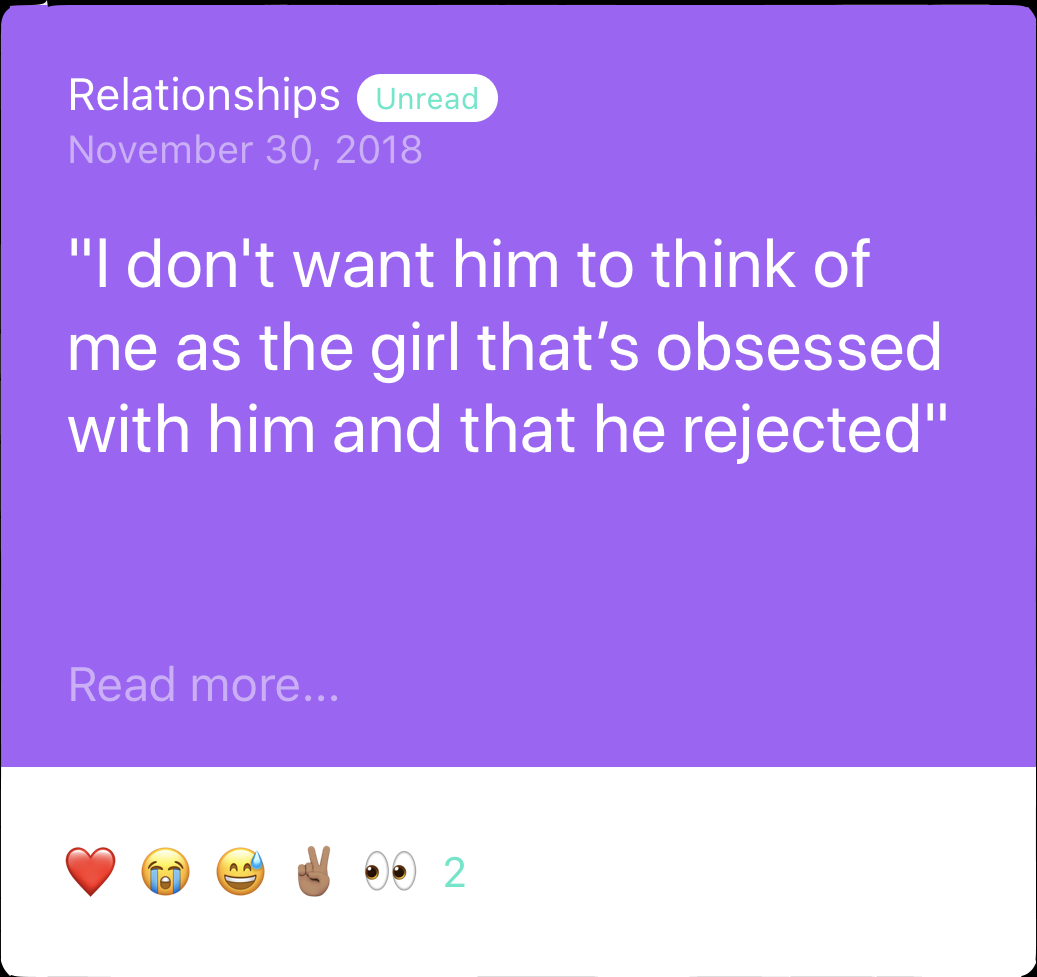 Relationships Unread
November 30, 2018
"I don't want him to think of
me as the girl that’s obsessed
with him and that he rejected"
Read more...
❤️ 😭 😅 ✌🏽 👀 2